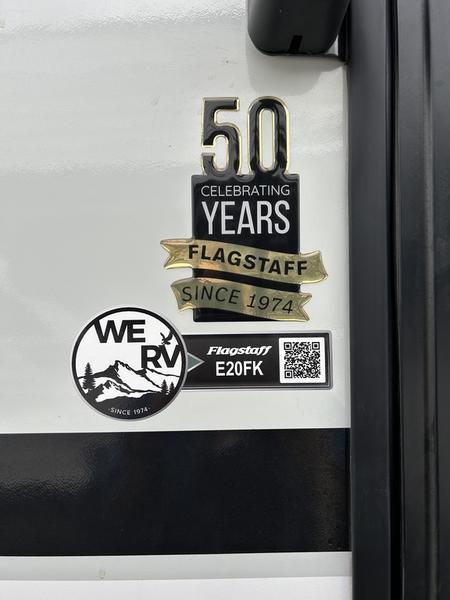 50
CELEBRATING
YEARS
FLAGSTAFF
SINCE 1974
WE
RV
·SINCE 1974·
Flagstaff
E20FK